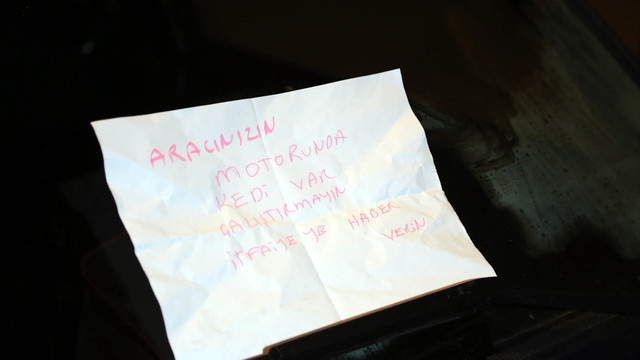 ARACINIZIN
MOTORUNDA
KEDİ VAR
ÇALIŞTIRMAYIN
İTFAİYEYE HABER
VERİN